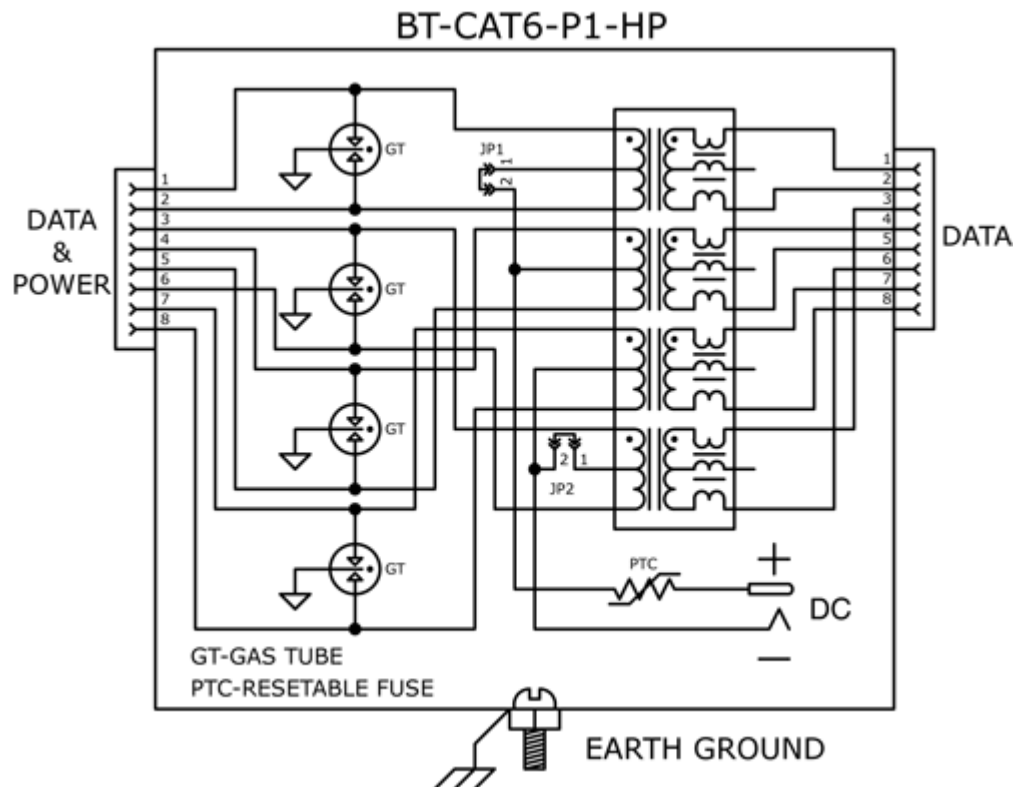 BT-CAT6-P1-HP
DATA
&
POWER
1
2
3
4
5
6
7
8
GT
GT
GT
GT
JP1
1
2
JP2
2
1
1
2
3
4
5
6
7
8
DATA
PTC
+
DC
—
GT-GAS TUBE
PTC-RESETABLE FUSE
EARTH GROUND